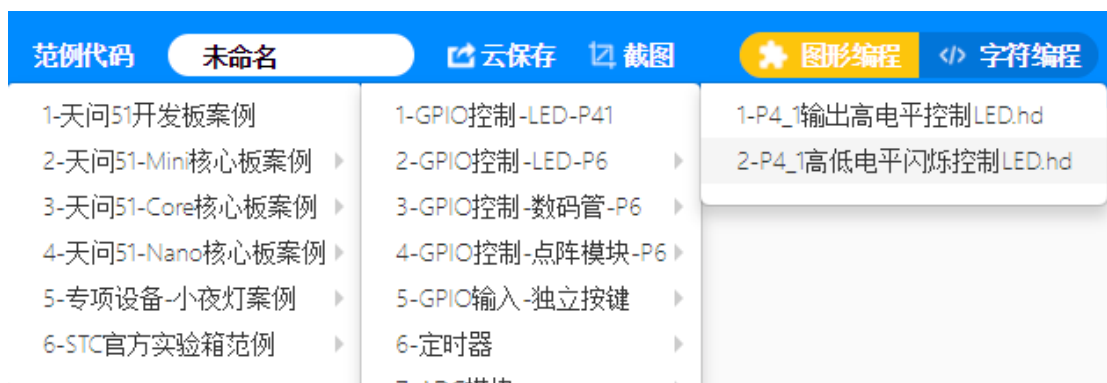 范例代码 未命名 云保存 截图 图形编程 </> 字符编程
1-天问51开发板案例
2-天问51-Mini核心板案例
3-天问51-Core核心板案例
4-天问51-Nano核心板案例
5-专项设备-小夜灯案例
6-STC官方实验箱范例
1-GPIO控制-LED-P41
2-GPIO控制-LED-P6
3-GPIO控制-数码管-P6
4-GPIO控制-点阵模块-P6
5-GPIO输入-独立按键
6-定时器
1-P4_1输出高电平控制LED.hd
2-P4_1高低电平闪烁控制LED.hd